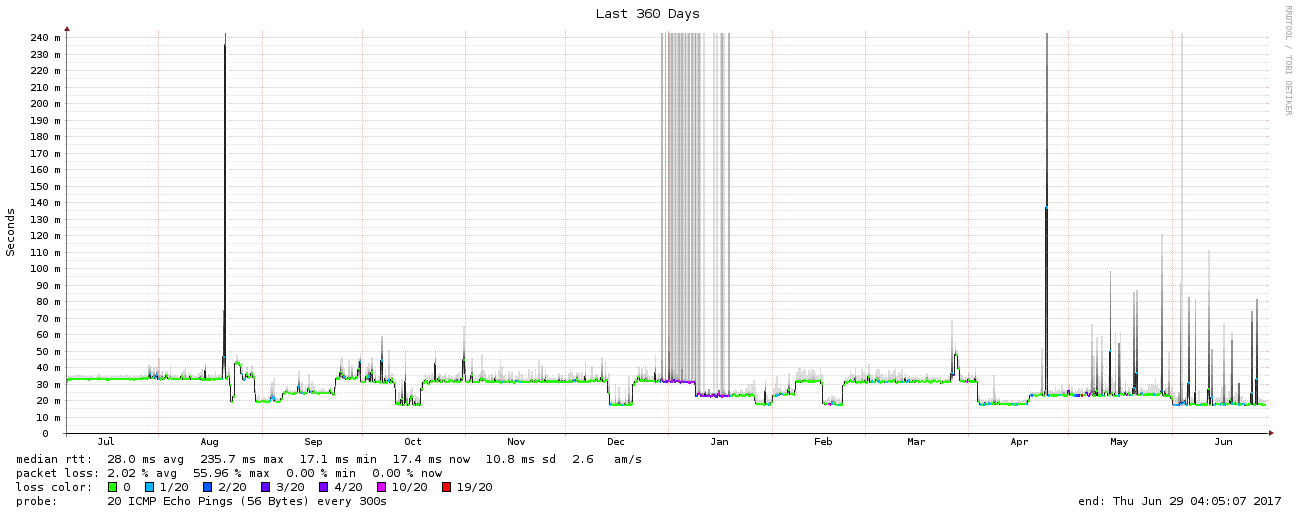 Last 360 Days
RRDTOOL / TOBI OETIKER
Seconds
240 m
230 m
220 m
210 m
200 m
190 m
180 m
170 m
160 m
150 m
140 m
130 m
120 m
110 m
100 m
90 m
80 m
70 m
60 m
50 m
40 m
30 m
20 m
10 m
0
Jul Aug Sep Oct Nov Dec Jan Feb Mar Apr May Jun
median rtt: 28.0 ms avg 235.7 ms max 17.1 ms min 17.4 ms now 10.8 ms sd 2.6 am/s
packet loss: 2.02 % avg 55.96 % max 0.00 % min 0.00 % now
loss color: 0 1/20 2/20 3/20 4/20 10/20 19/20
probe: 20 ICMP Echo Pings (56 Bytes) every 300s end: Thu Jun 29 04:05:07 2017